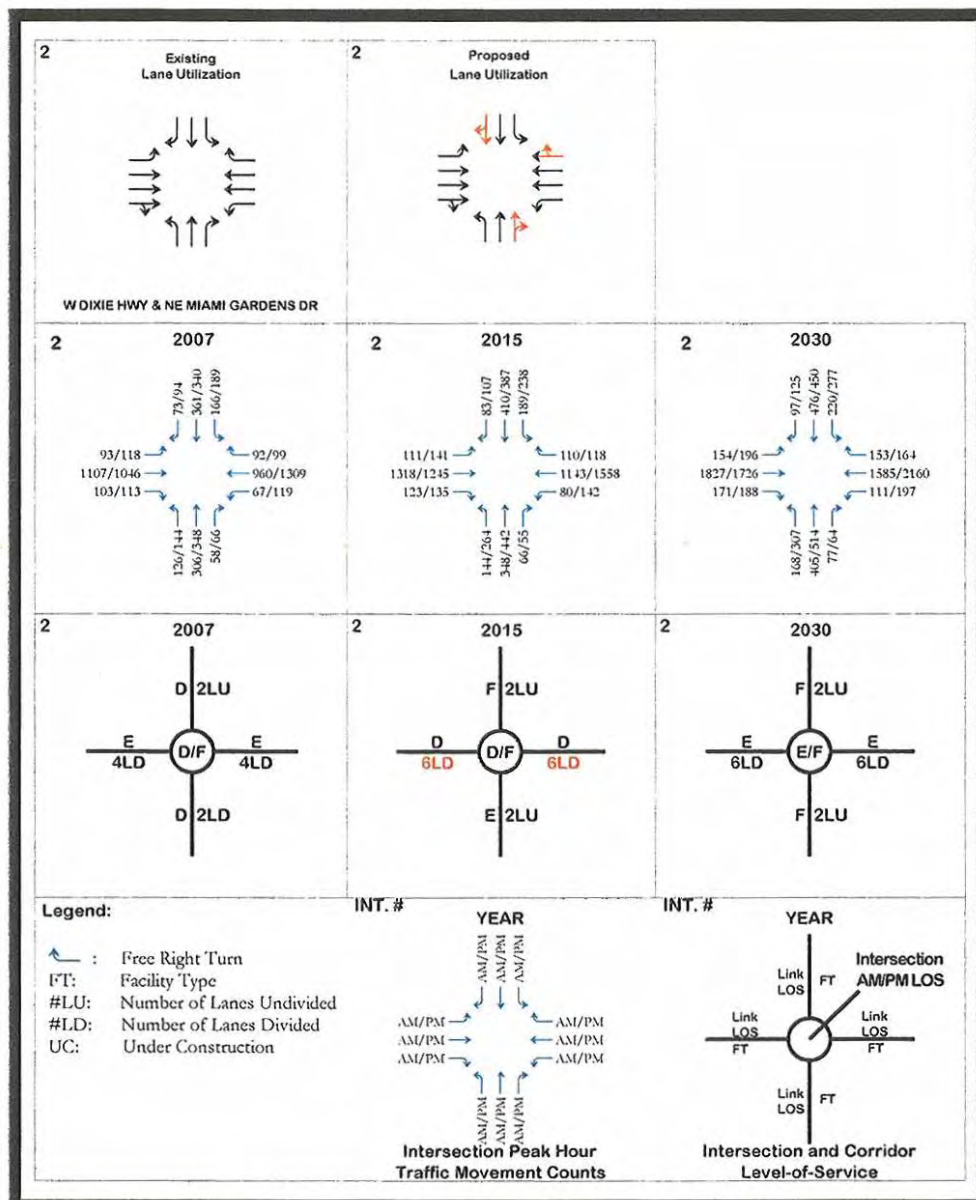 2
Existing
Lane Utilization
W DIXIE HWY & NE MIAMI GARDENS DR
2
Proposed
Lane Utilization
2
2007
73/94
361/340
166/189
93/118
1107/1046
103/113
92/99
960/1309
67/119
126/144
306/348
58/66
2
2015
83/107
410/387
189/238
111/141
1318/1245
123/135
110/118
1143/1558
80/142
144/264
348/442
66/55
2
2030
97/125
476/450
220/277
154/196
1827/1726
171/188
153/164
1585/2160
111/197
168/307
405/514
77/64
2
2007
D 2LU
E
4LD
D/F
E
4LD
D 2LD
2
2015
F 2LU
D
6LD
D/F
D
6LD
E 2LU
2
2030
F 2LU
E
6LD
E/F
E
6LD
F 2LU
Legend:
: Free Right Turn
FT: Facility Type
#LU: Number of Lanes Undivided
#LD: Number of Lanes Divided
UC: Under Construction
INT. #
YEAR
AM/PM
AM/PM
AM/PM
AM/PM
AM/PM
AM/PM
AM/PM
AM/PM
AM/PM
AM/PM
AM/PM
AM/PM
Intersection Peak Hour
Traffic Movement Counts
INT. #
YEAR
Intersection
AM/PM LOS
Link
LOS
FT
Link
LOS
FT
Link
LOS
FT
Link
LOS
FT
Intersection and Corridor
Level-of-Service